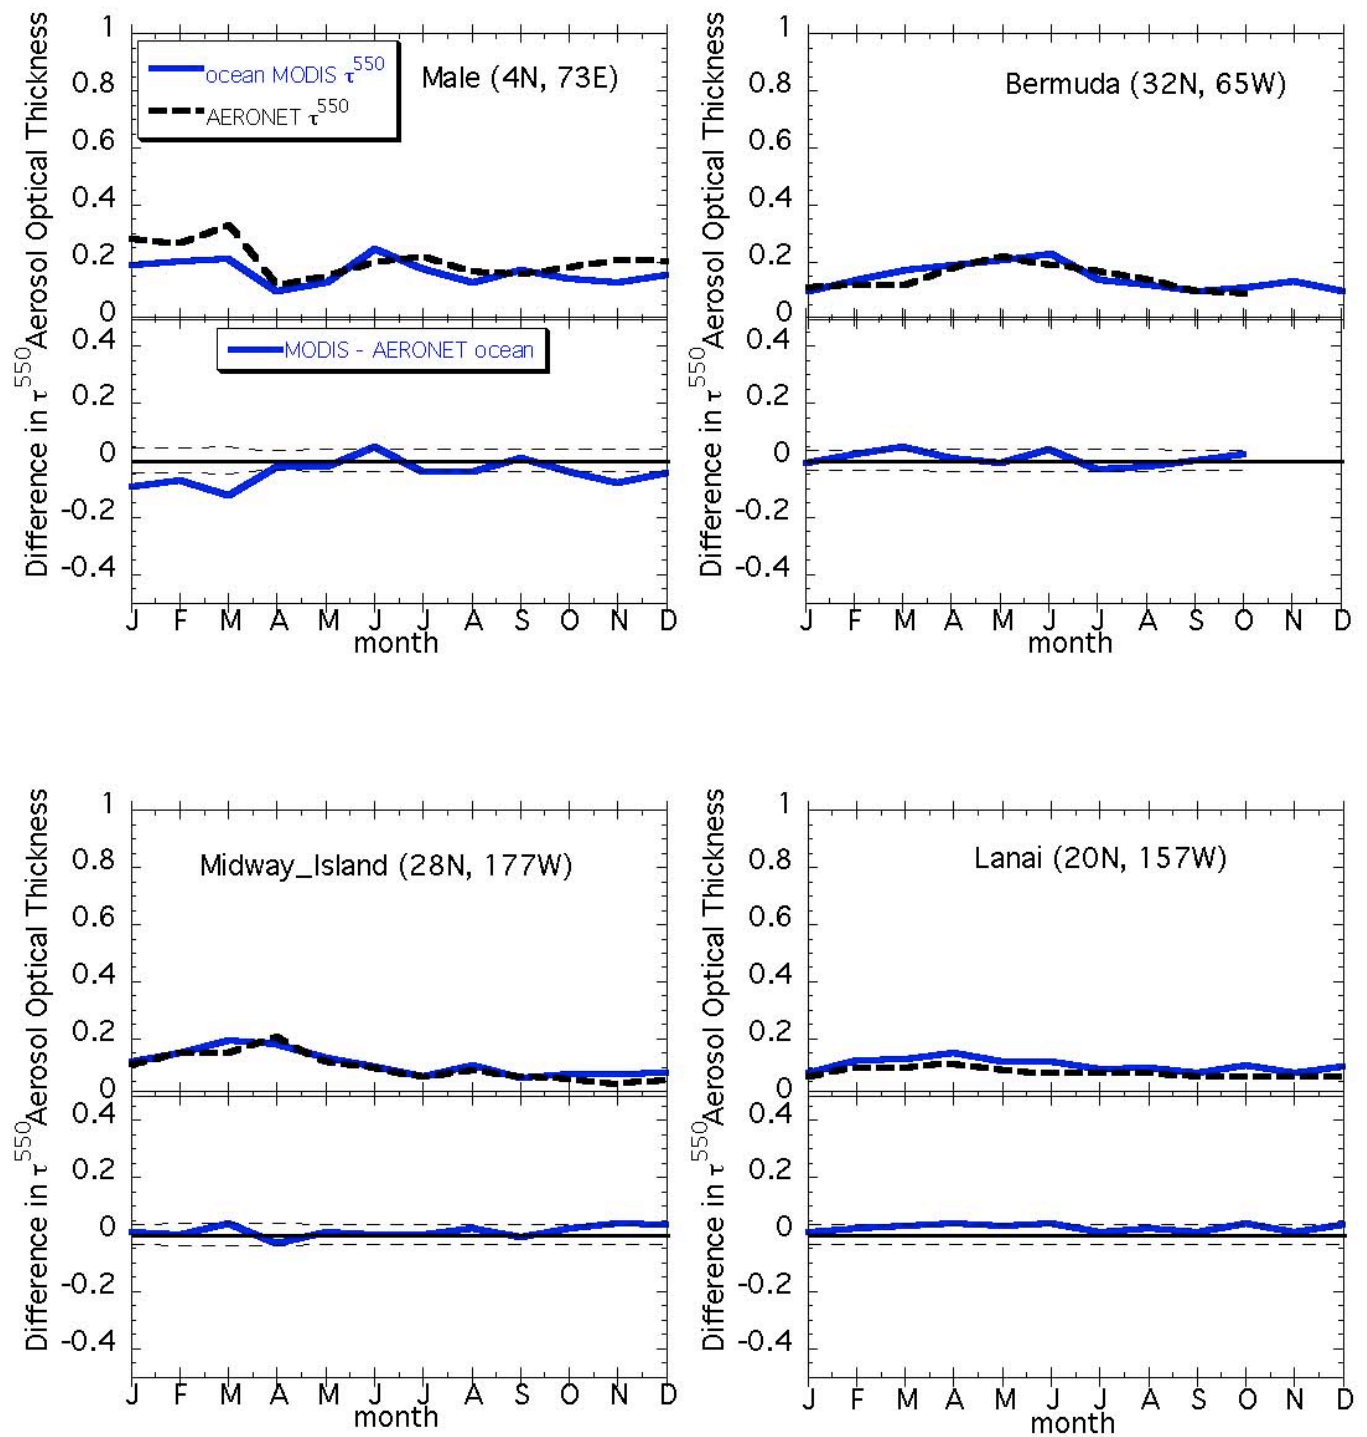 Aerosol Optical Thickness
1
0.8
0.6
0.4
0.2
0
ocean MODIS τ550
AERONET τ550
Male (4N, 73E)
Difference in τ550
0.4
0.2
0
-0.2
-0.4
MODIS - AERONET ocean
J F M A M J J A S O N D
month
Aerosol Optical Thickness
1
0.8
0.6
0.4
0.2
0
Bermuda (32N, 65W)
Difference in τ550
0.4
0.2
0
-0.2
-0.4
J F M A M J J A S O N D
month
Aerosol Optical Thickness
1
0.8
0.6
0.4
0.2
0
Midway_Island (28N, 177W)
Difference in τ550
0.4
0.2
0
-0.2
-0.4
J F M A M J J A S O N D
month
Aerosol Optical Thickness
1
0.8
0.6
0.4
0.2
0
Lanai (20N, 157W)
Difference in τ550
0.4
0.2
0
-0.2
-0.4
J F M A M J J A S O N D
month